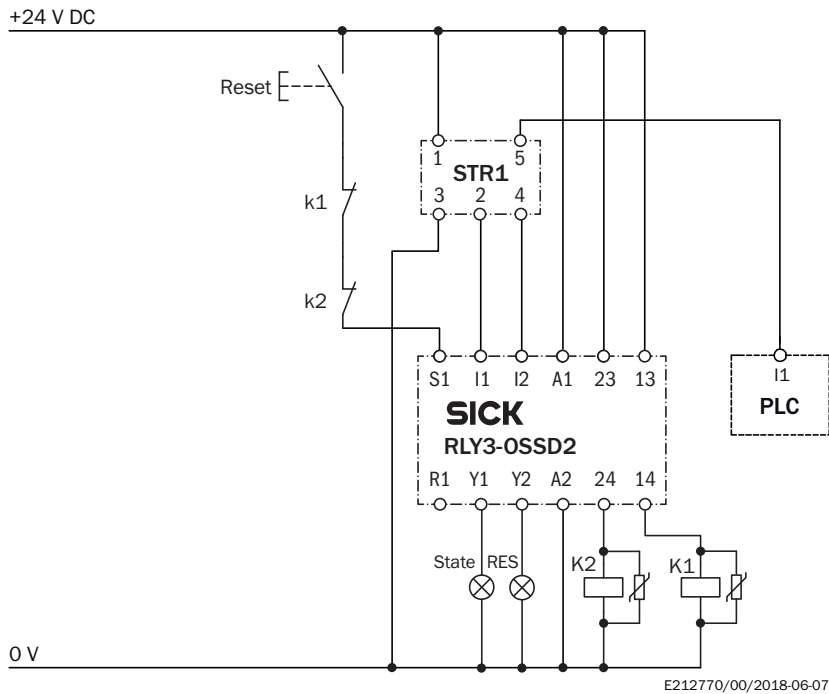 +24 V DC
Reset
1 5
STR1
3 2 4
k1
k2
S1 I1 I2 A1 23 13
I1
PLC
SICK
RLY3-OSSD2
R1 Y1 Y2 A2 24 14
State RES K2 K1
0 V
E212770/00/2018-06-07